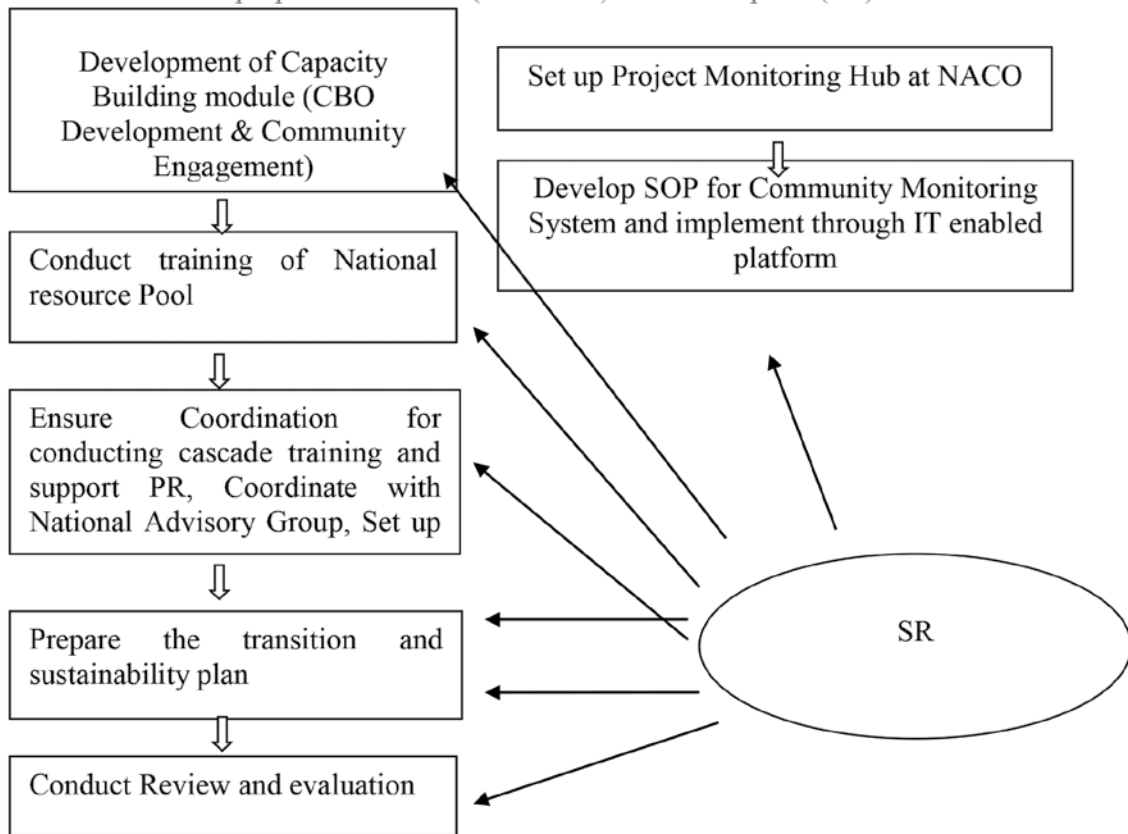 Development of Capacity
Building module (CBO
Development & Community
Engagement)
Set up Project Monitoring Hub at NACO
Develop SOP for Community Monitoring
System and implement through IT enabled
platform
Conduct training of National
resource Pool
Ensure Coordination for
conducting cascade training and
support PR, Coordinate with
National Advisory Group, Set up
Prepare the transition and
sustainability plan
Conduct Review and evaluation
SR